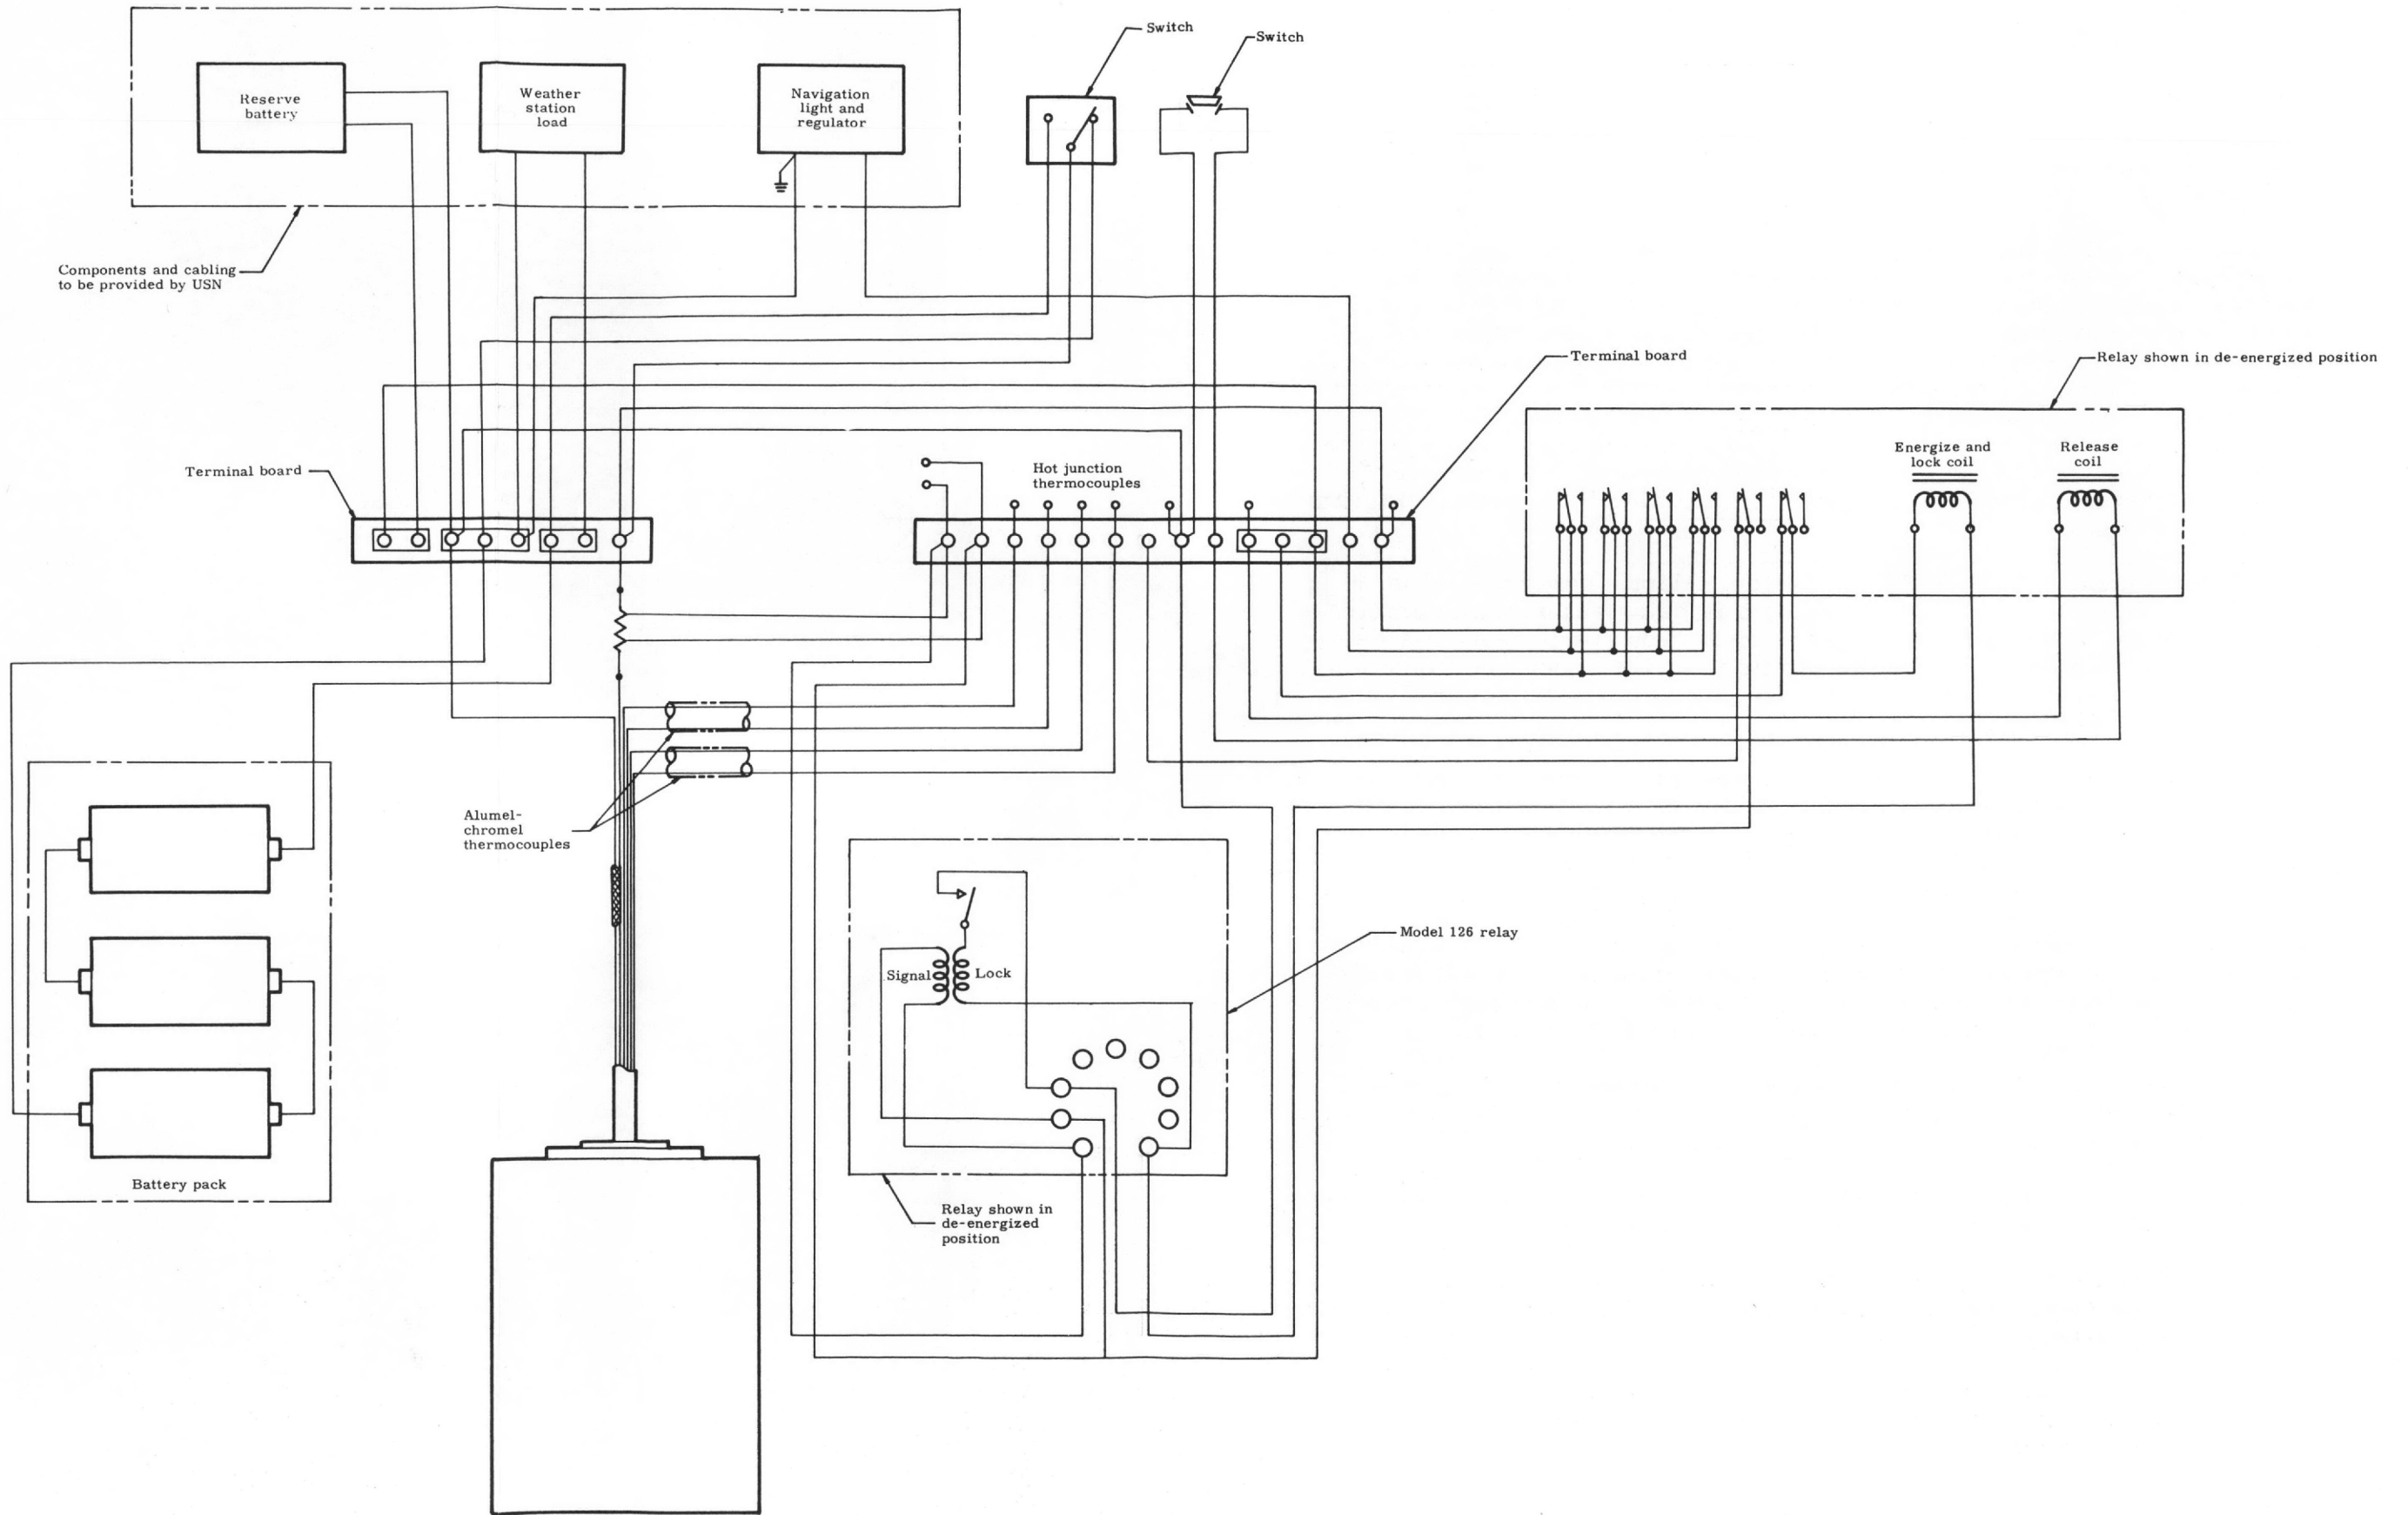 Switch
Switch
Reserve
battery
Weather
station
load
Navigation
light and
regulator
Components and cabling
to be provided by USN
Terminal board
Relay shown in de-energized position
Energize and
lock coil
Release
coil
Terminal board
Hot junction
thermocouples
Alumel-
chromel
thermocouples
Model 126 relay
Signal
Lock
Battery pack
Relay shown in
de-energized
position